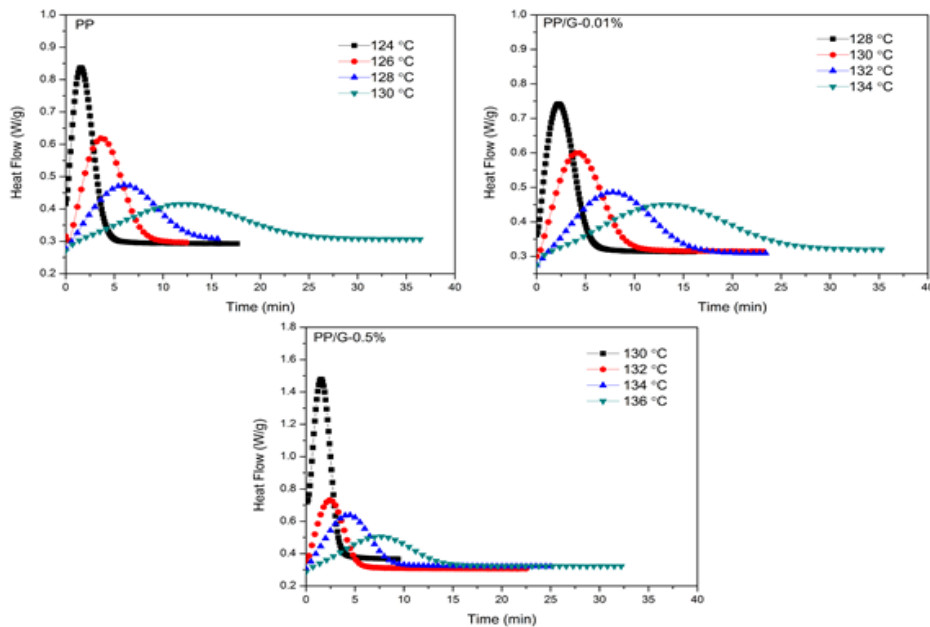 PP
124 °C
126 °C
128 °C
130 °C
Heat Flow (W/g)
1.0
0.9
0.8
0.7
0.6
0.5
0.4
0.3
0.2
0 5 10 15 20 25 30 35 40
Time (min)
PP/G-0.01%
128 °C
130 °C
132 °C
134 °C
Heat Flow (W/g)
1.0
0.9
0.8
0.7
0.6
0.5
0.4
0.3
0 5 10 15 20 25 30 35 40
Time (min)
PP/G-0.5%
130 °C
132 °C
134 °C
136 °C
Heat Flow (W/g)
1.8
1.6
1.4
1.2
1.0
0.8
0.6
0.4
0.2
0 5 10 15 20 25 30 35 40
Time (min)